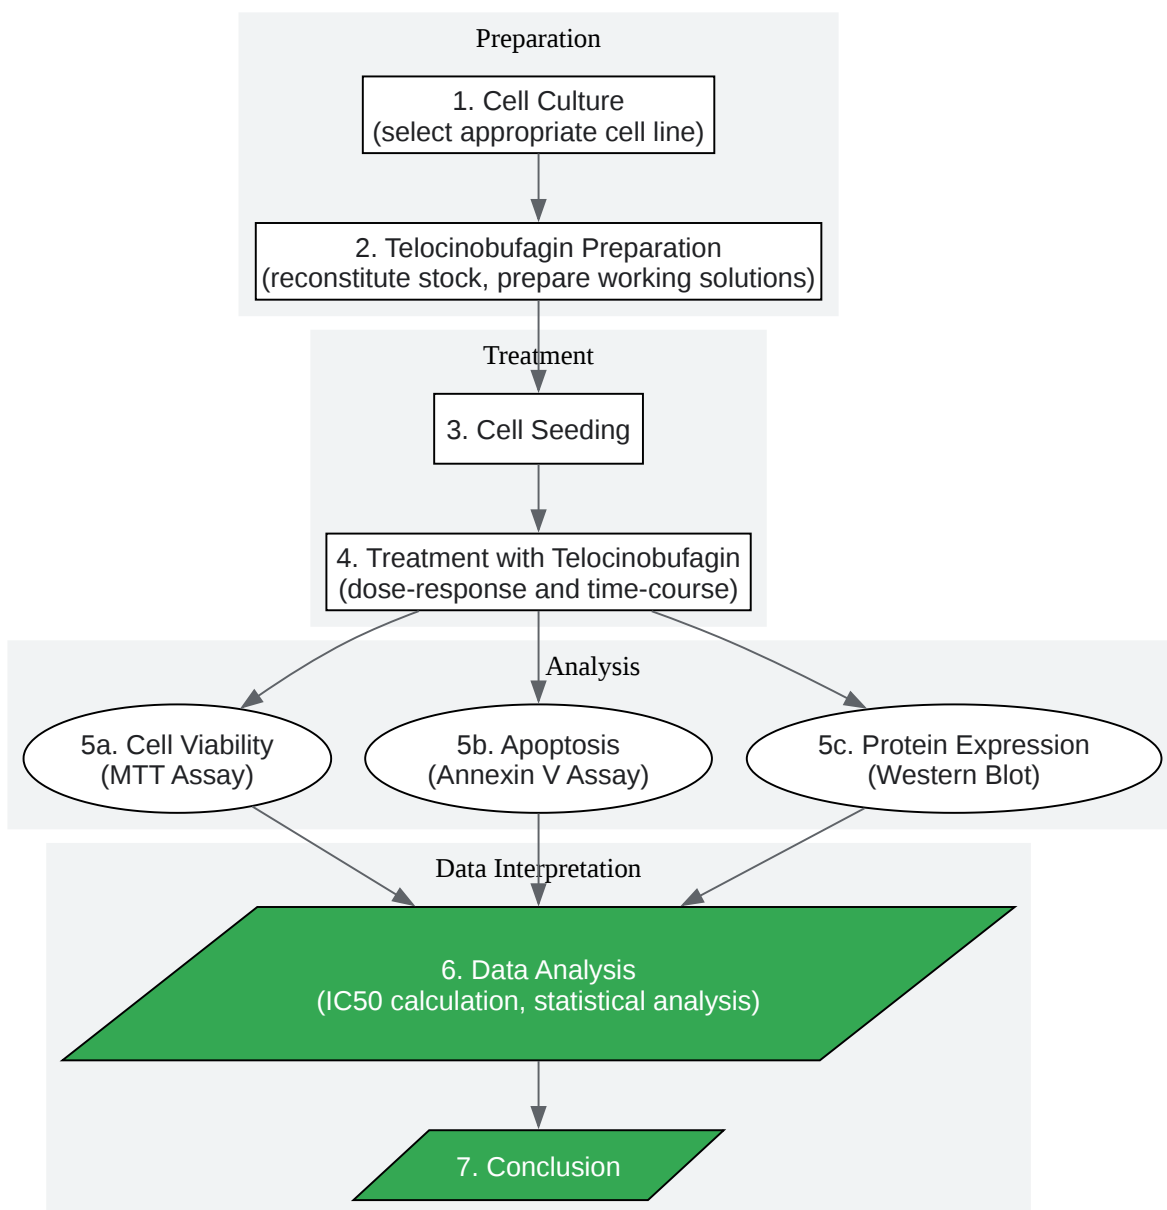 Preparation
1. Cell Culture
(select appropriate cell line)
2. Telocinobufagin Preparation
(reconstitute stock, prepare working solutions)
Treatment
3. Cell Seeding
4. Treatment with Telocinobufagin
(dose-response and time-course)
Analysis
5a. Cell Viability
(MTT Assay)
5b. Apoptosis
(Annexin V Assay)
5c. Protein Expression
(Western Blot)
Data Interpretation
6. Data Analysis
(IC50 calculation, statistical analysis)
7. Conclusion